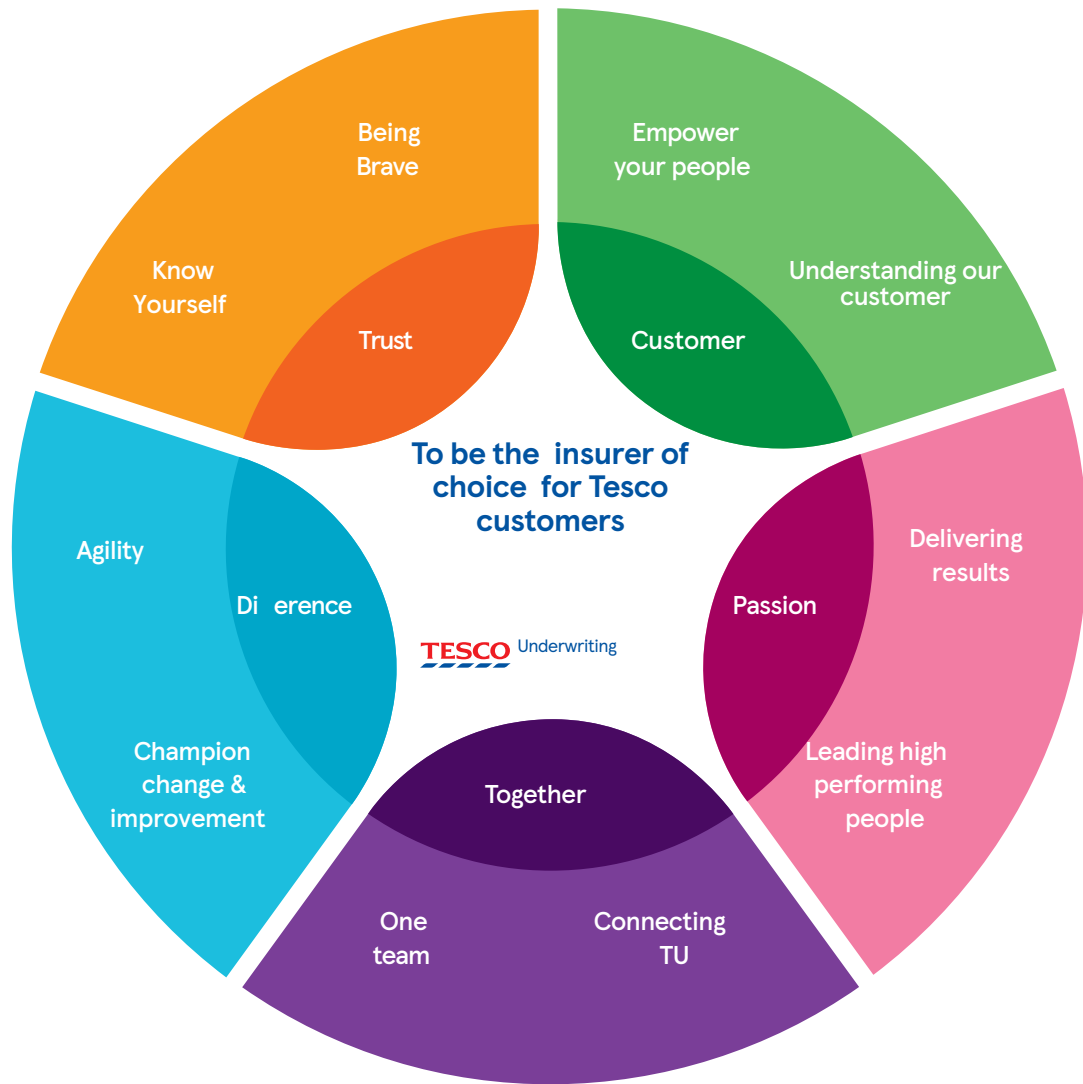 Being
Brave
Know
Yourself
Trust
Empower
your people
Understanding our
customer
Customer
To be the insurer of
choice for Tesco
customers
Agility
Di erence
Champion
change &
improvement
Delivering
results
Passion
Leading high
performing
people
TESCO Underwriting
Together
One
team
Connecting
TU